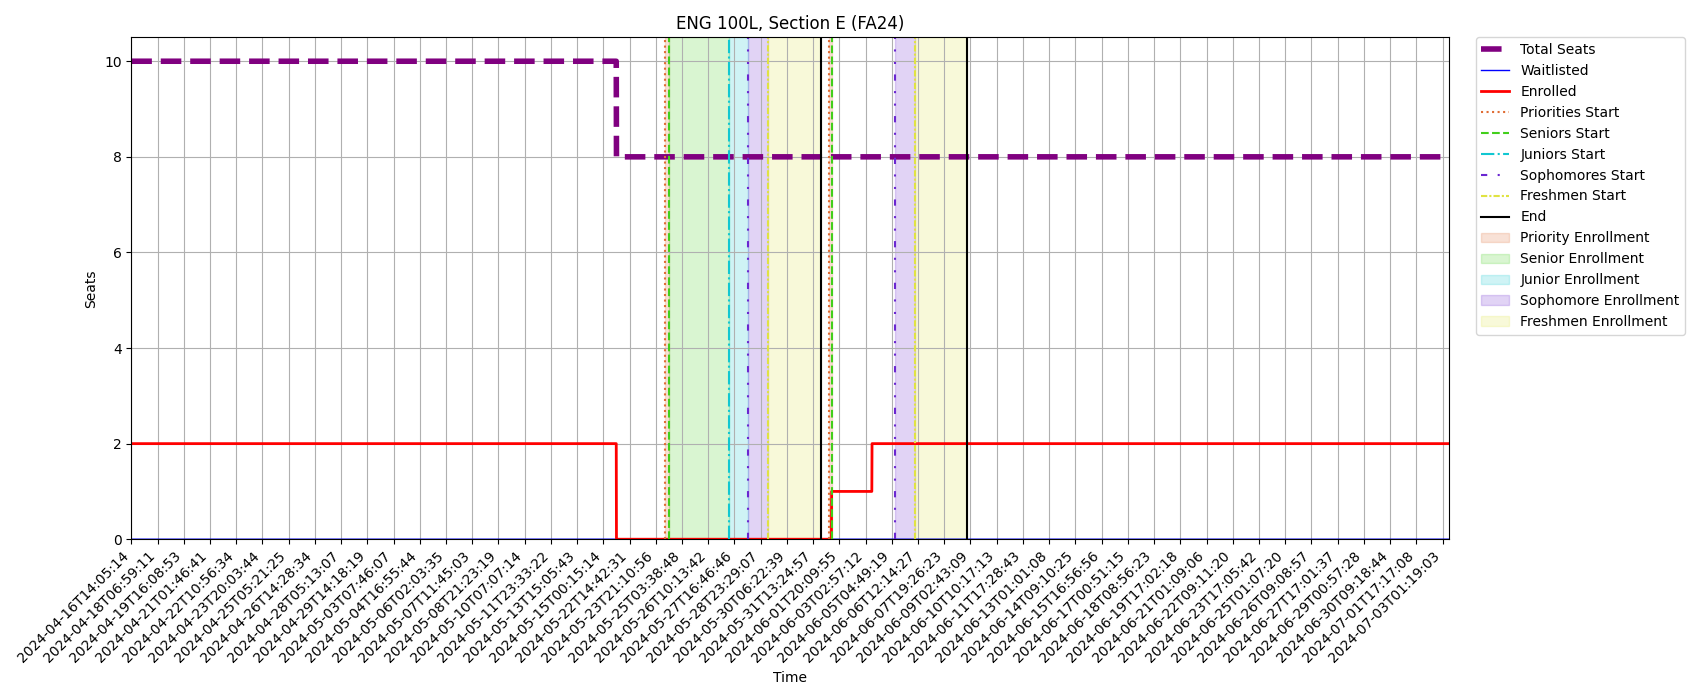 ENG 100L, Section E (FA24)
10
8
6
4
2
0
Seats
Total Seats
Waitlisted
Enrolled
Priorities Start
Seniors Start
Juniors Start
Sophomores Start
Freshmen Start
End
Priority Enrollment
Senior Enrollment
Junior Enrollment
Sophomore Enrollment
Freshmen Enrollment
2024-04-16T14:05:14
2024-04-18T06:59:11
2024-04-19T16:08:53
2024-04-21T01:46:41
2024-04-22T10:56:34
2024-04-23T20:03:44
2024-04-25T05:21:25
2024-04-26T14:28:34
2024-04-28T05:13:07
2024-04-29T14:18:19
2024-05-03T07:46:07
2024-05-04T16:55:44
2024-05-06T02:03:35
2024-05-07T11:45:03
2024-05-08T21:23:19
2024-05-10T07:07:14
2024-05-11T23:33:22
2024-05-13T15:05:43
2024-05-15T00:15:14
2024-05-22T14:42:31
2024-05-23T21:10:56
2024-05-25T03:38:48
2024-05-26T10:13:42
2024-05-27T16:46:46
2024-05-28T23:29:07
2024-05-30T06:22:39
2024-05-31T13:24:57
2024-06-01T20:09:55
2024-06-03T02:57:12
2024-06-05T04:49:19
2024-06-06T12:14:27
2024-06-07T19:26:23
2024-06-09T02:43:09
2024-06-10T10:17:13
2024-06-11T17:28:43
2024-06-13T01:01:08
2024-06-14T09:10:25
2024-06-15T16:56:56
2024-06-17T00:51:15
2024-06-18T08:56:23
2024-06-19T17:02:18
2024-06-21T01:09:06
2024-06-22T09:11:20
2024-06-23T17:05:42
2024-06-25T01:07:20
2024-06-26T09:08:57
2024-06-27T17:01:37
2024-06-29T00:57:28
2024-06-30T09:18:44
2024-07-01T17:17:08
2024-07-03T01:19:03
Time